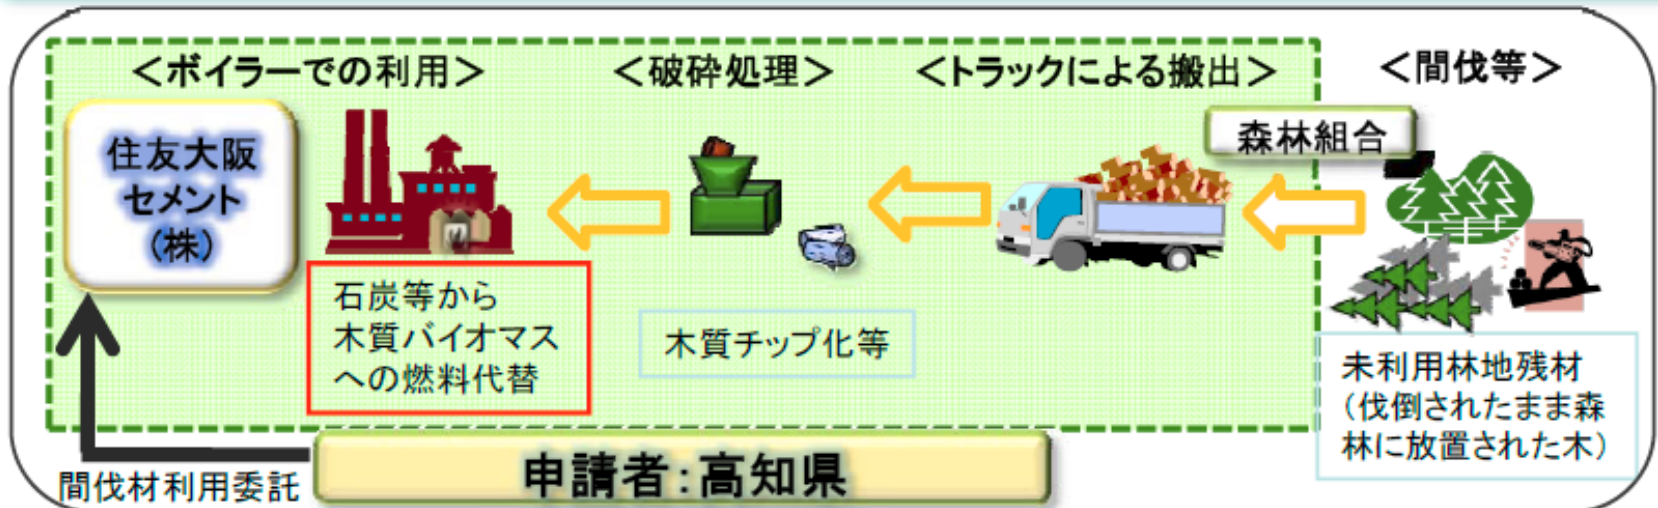 ＜ボイラーでの利用＞
＜破砕処理＞
＜トラックによる搬出＞
＜間伐等＞
住友大阪
セメント
（株）
森林組合
石炭等から
木質バイオマス
への燃料代替
木質チップ化等
未利用林地残材
（伐倒されたまま森
林に放置された木）
間伐材利用委託
申請者：高知県